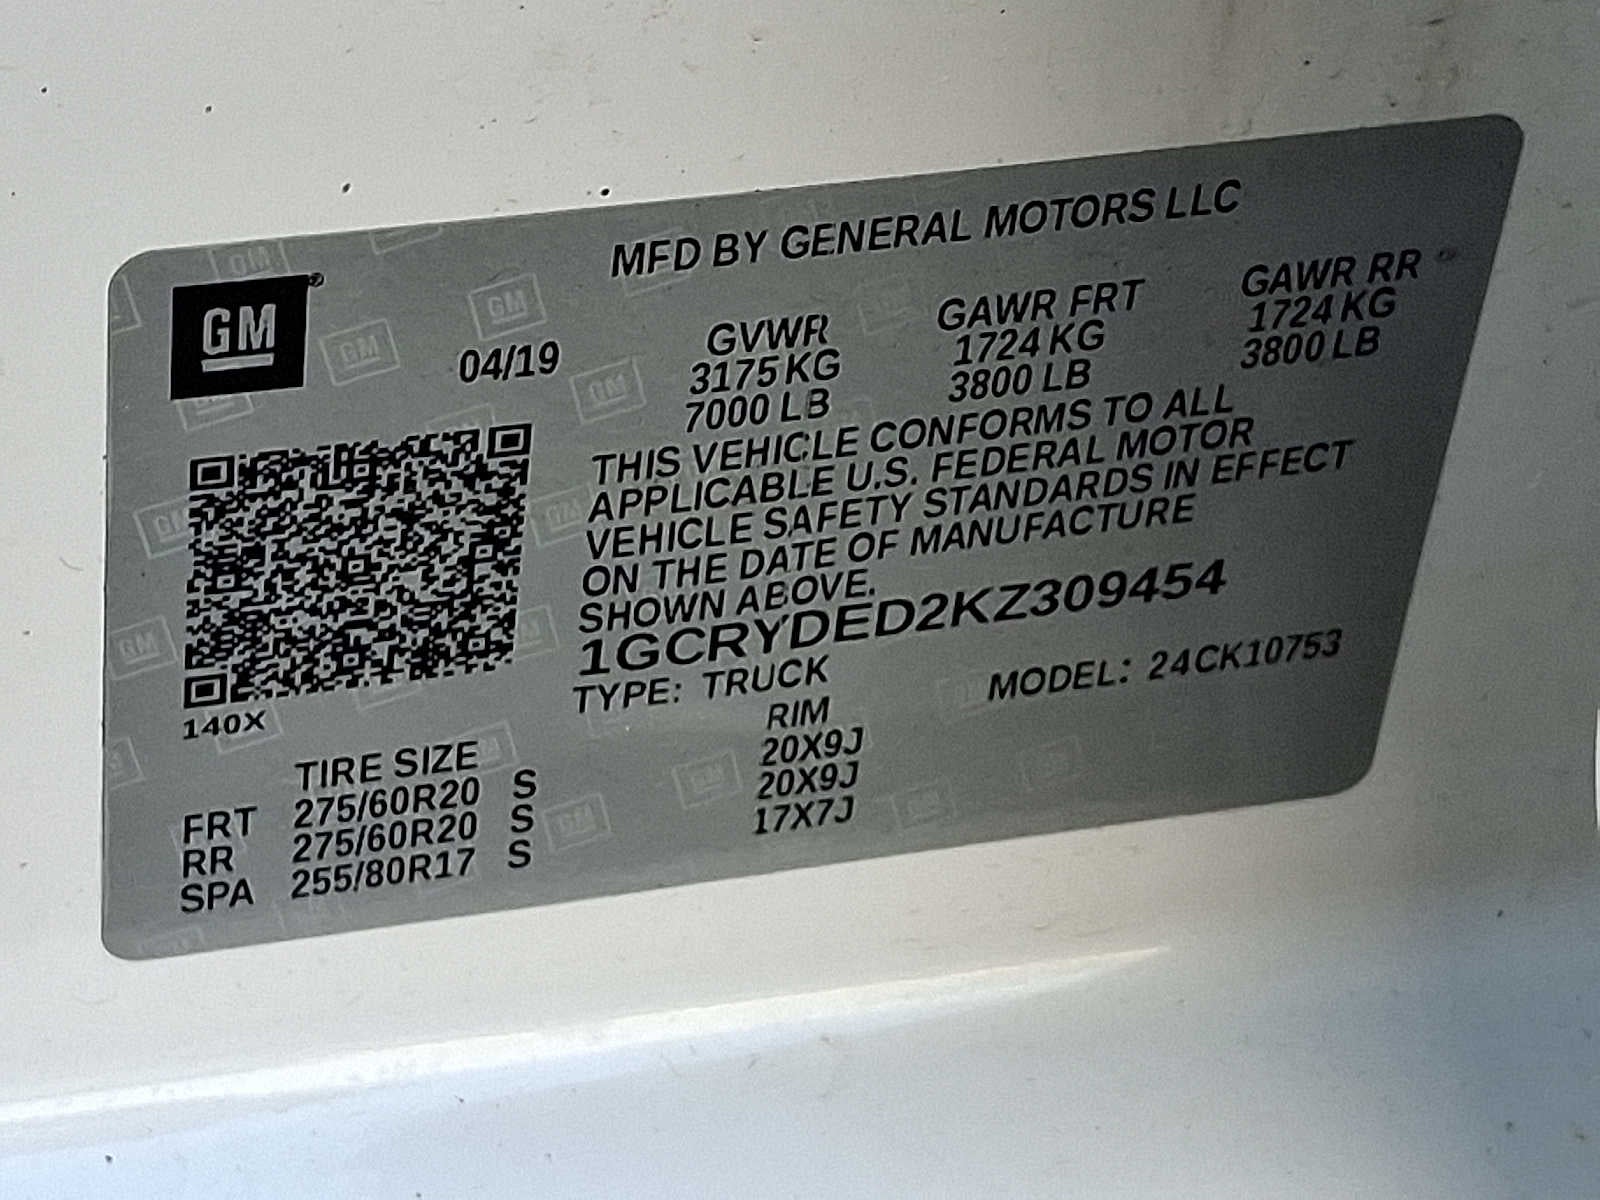 MFD BY GENERAL MOTORS LLC
GM
04/19
GVWR GAWR FRT GAWR RR
3175 KG 1724 KG 1724 KG
7000 LB 3800 LB 3800 LB
THIS VEHICLE CONFORMS TO ALL
APPLICABLE U.S. FEDERAL MOTOR
VEHICLE SAFETY STANDARDS IN EFFECT
ON THE DATE OF MANUFACTURE
SHOWN ABOVE.
1GCRYDED2KZ309454
TYPE: TRUCK MODEL: 24CK10753
140X
TIRE SIZE RIM
FRT 275/60R20 S 20X9J
RR 275/60R20 S 20X9J
SPA 255/80R17 S 17X7J